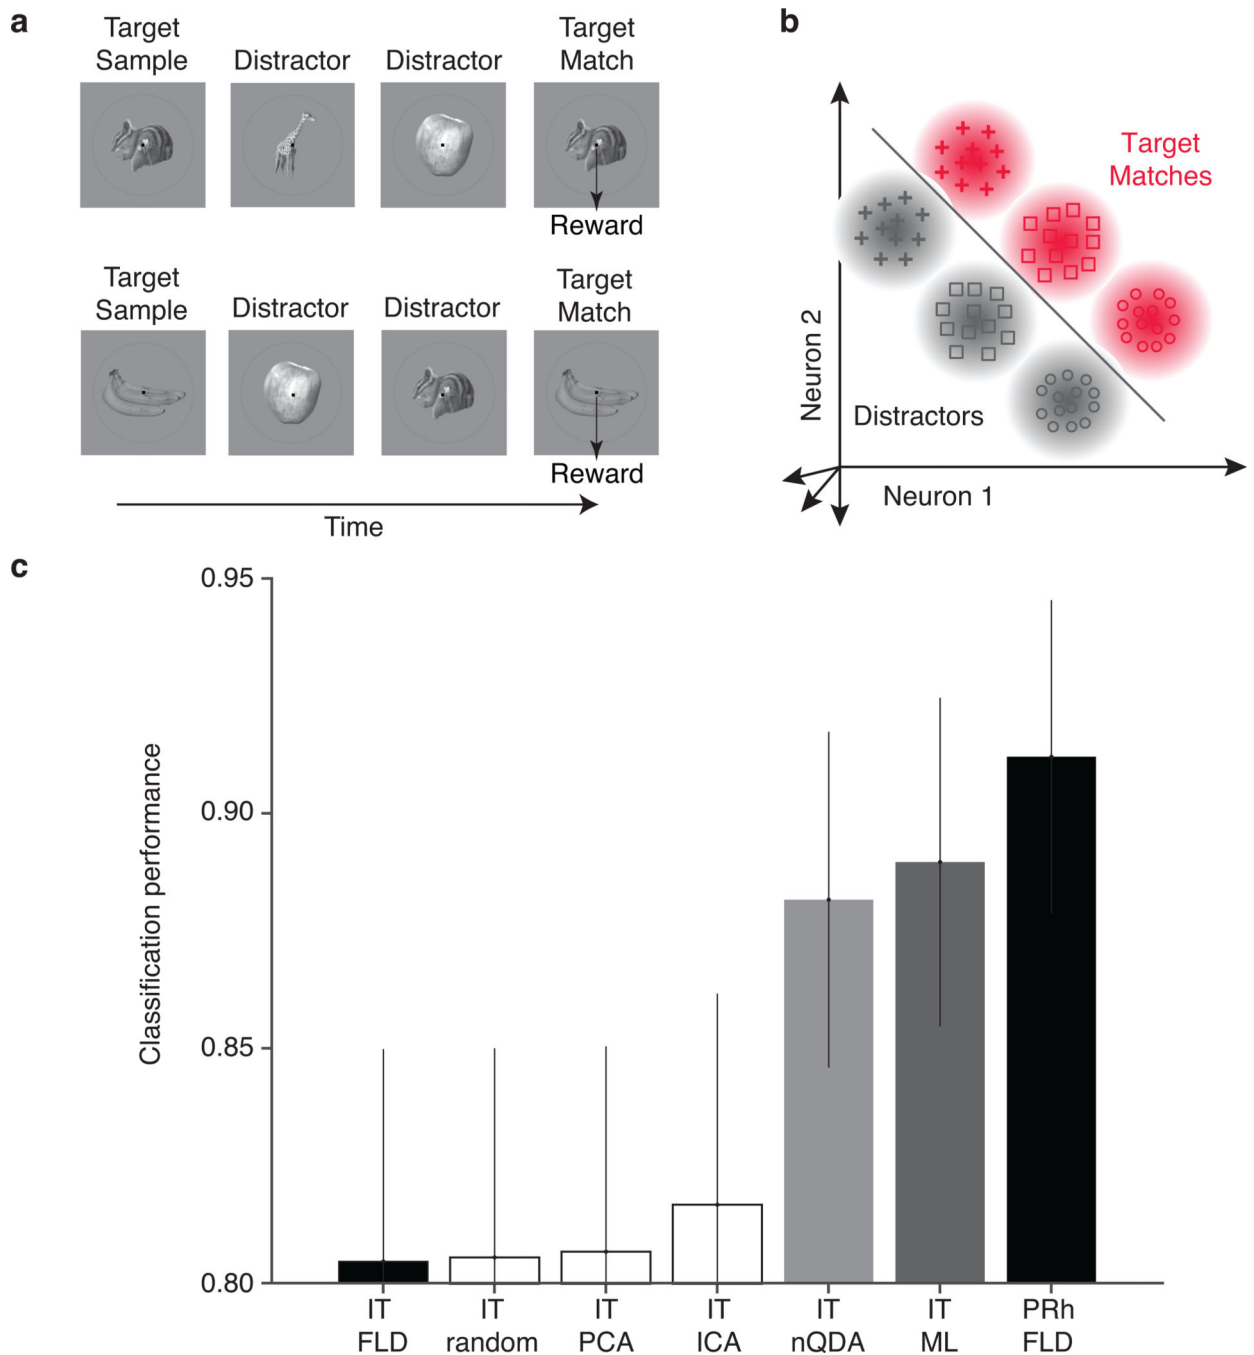 a
Target
Sample
Distractor
Distractor
Target
Match
Reward
Target
Sample
Distractor
Distractor
Target
Match
Reward
Time
b
Target
Matches
Neuron 2
Distractors
Neuron 1
c
0.95
0.90
0.85
0.80
Classification performance
IT
FLD
IT
random
IT
PCA
IT
ICA
IT
nQDA
IT
ML
PRh
FLD